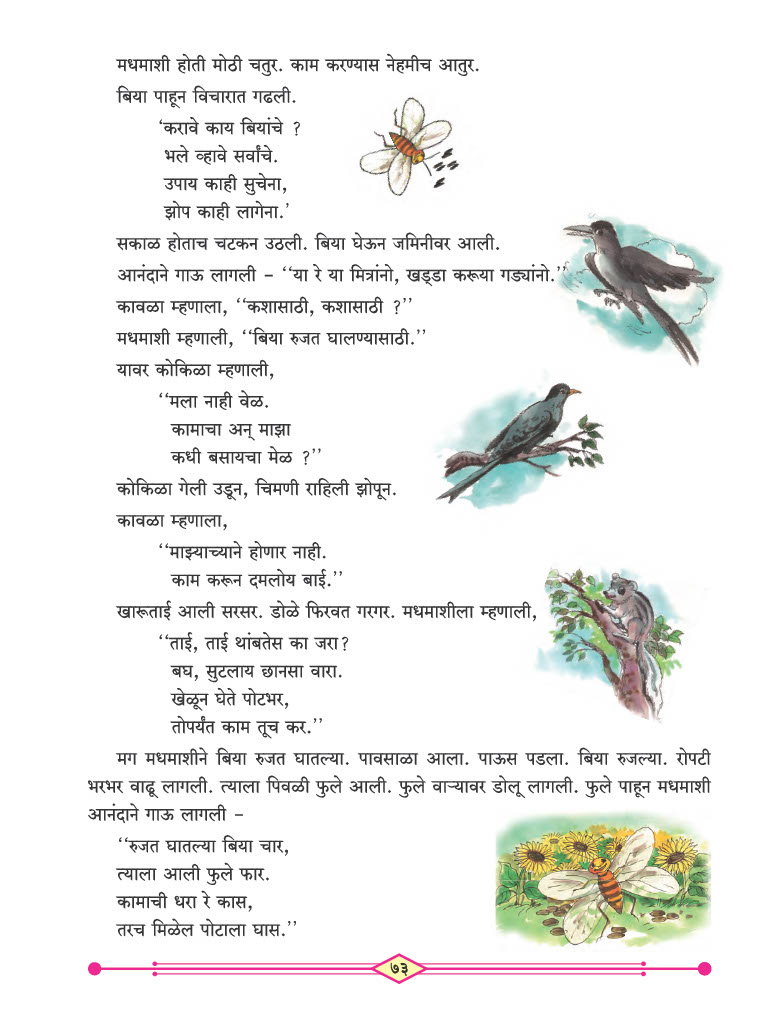 मधमाशी होती मोठी चतुर. काम करण्यास नेहमीच आतुर.
बिया पाहून विचारात गढली.
‘करावे काय बियांचे ?
भले व्हावे सर्वांचे.
उपाय काही सुचेना,
झोप काही लागेना.’
सकाळ होताच चटकन उठली. बिया घेऊन जमिनीवर आली.
आनंदाने गाऊ लागली – ‘‘या रे या मित्रांनो, खड्डा करूया गड्यांनो.’’
कावळा म्हणाला, ‘‘कशासाठी, कशासाठी ?’’
मधमाशी म्हणाली, ‘‘बिया रुजत घालण्यासाठी.’’
यावर कोकिळा म्हणाली,
‘‘मला नाही वेळ.
कामाचा अन् माझा
कधी बसायचा मेळ ?’’
कोकिळा गेली उडून, चिमणी राहिली झोपून.
कावळा म्हणाला,
‘‘माझ्याच्याने होणार नाही.
काम करून दमलोय बाई.’’
खारूताई आली सरसर. डोळे फिरवत गरगर. मधमाशीला म्हणाली,
‘‘ताई, ताई थांबतेस का जरा?
बघ, सुटलाय छानसा वारा.
खेळून घेते पोटभर,
तोपर्यंत काम तूच कर.’’
मग मधमाशीने बिया रुजत घातल्या. पावसाळा आला. पाऊस पडला. बिया रुजल्या. रोपटी
भरभर वाढू लागली. त्याला पिवळी फुले आली. फुले वाऱ्यावर डोलू लागली. फुले पाहून मधमाशी
आनंदाने गाऊ लागली –
‘‘रुजत घातल्या बिया चार,
त्याला आली फुले फार.
कामाची धरा रे कास,
तरच मिळेल पोटाला घास.’’
७३